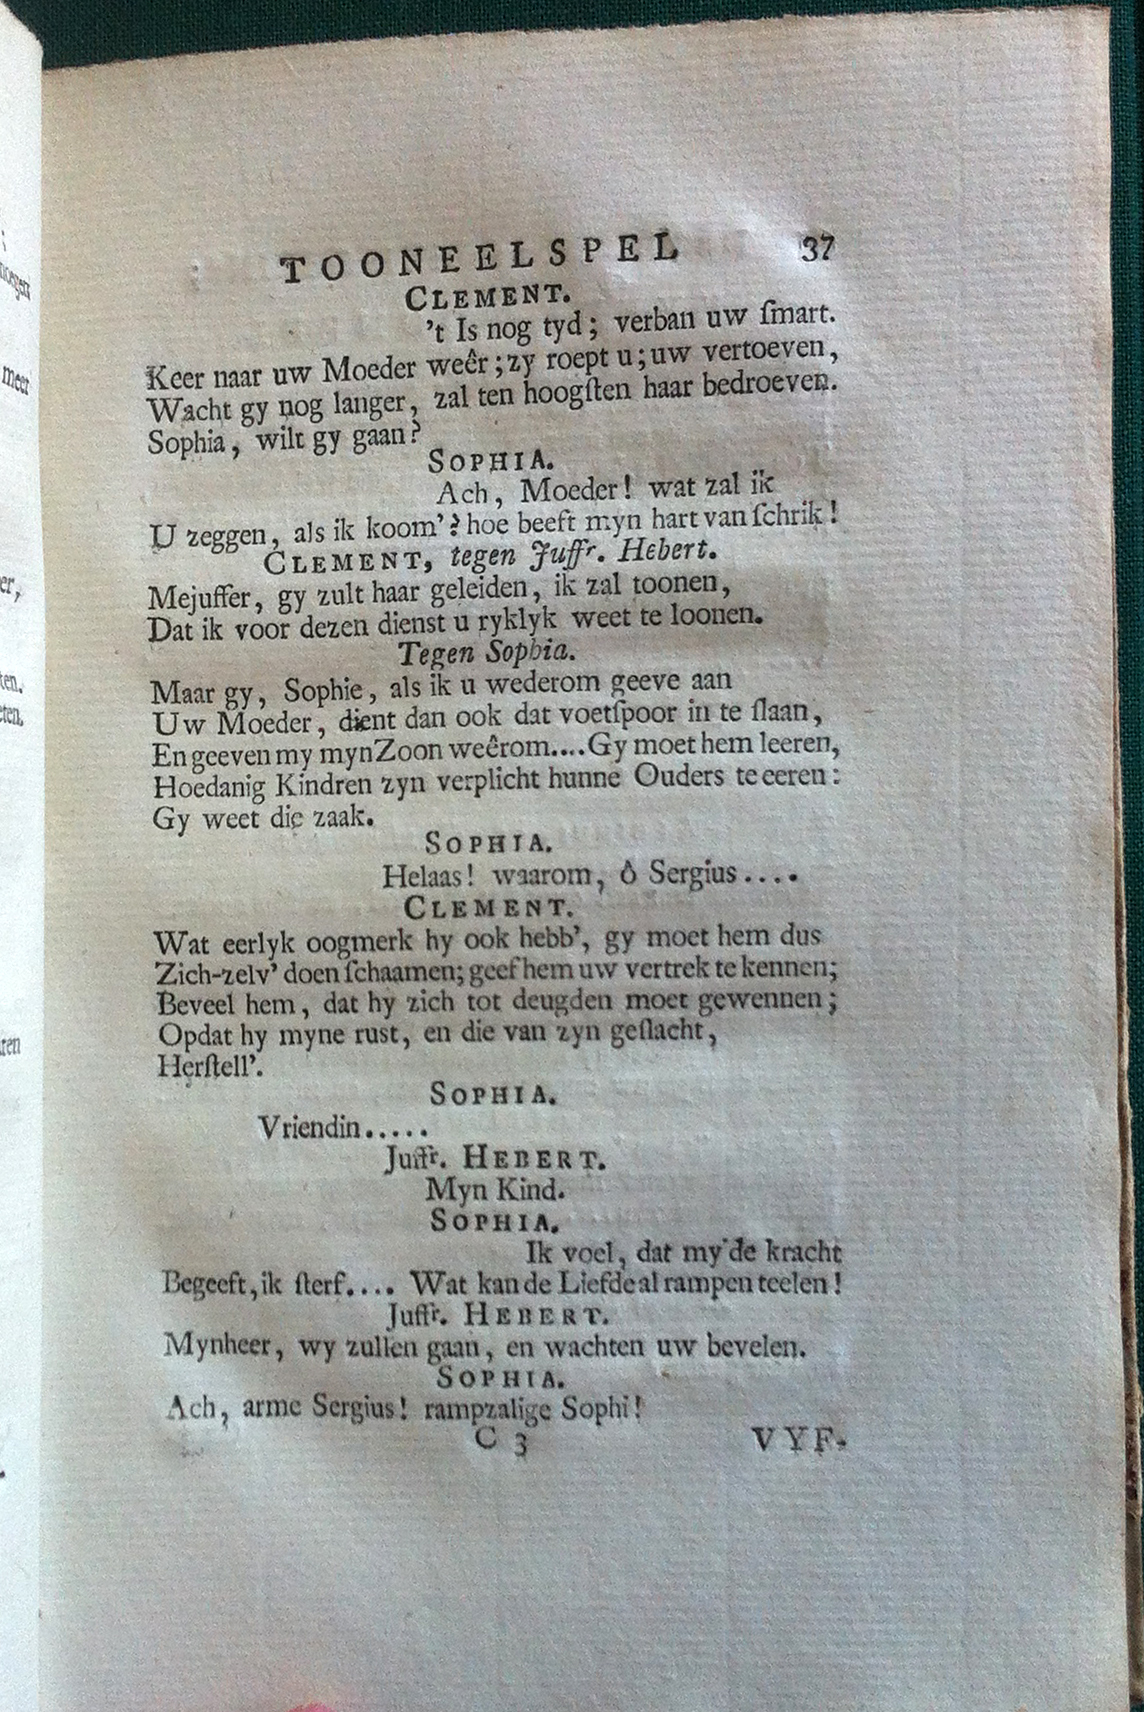 TOONEELSPEL 37
CLEMENT.
't Is nog tyd; verban uw ſmart.
Keer naar uw Moeder weêr; zy roept u; uw vertoeven,
Wacht gy nog langer, zal ten hoogſten haar bedroeven.
Sophia, wilt gy gaan?
SOPHIA.
Ach, Moeder! wat zal ik
U zeggen, als ik koom'? hoe beeft myn hart van ſchrik!
CLEMENT, tegen Juffr. Hebert.
Mejuffer, gy zult haar geleiden, ik zal toonen,
Dat ik voor dezen dienst u ryklyk weet te loonen.
Tegen Sophia.
Maar gy, Sophie, als ik u wederom geeve aan
Uw Moeder, dient dan ook dat voetſpoor in te ſlaan,
En geeven my myn Zoon weêrom.... Gy moet hem leeren,
Hoedanig Kindren zyn verplicht hunne Ouders te eeren:
Gy weet die zaak.
SOPHIA.
Helaas! waarom, ô Sergius....
CLEMENT.
Wat eerlyk oogmerk hy ook hebb', gy moet hem dus
Zich-zelv' doen ſchaamen; geef hem uw vertrek te kennen;
Beveel hem, dat hy zich tot deugden moet gewennen;
Opdat hy myne rust, en die van zyn geſlacht,
Herſtell'.
SOPHIA.
Vriendin.....
Juffr. HEBERT.
Myn Kind.
SOPHIA.
Ik voel, dat my de kracht
Begeeft, ik ſterf.... Wat kan de Liefde al rampen teelen!
Juffr. HEBERT.
Mynheer, wy zullen gaan, en wachten uw bevelen.
SOPHIA.
Ach, arme Sergius! rampzalige Sophi!
C 3 VYF-